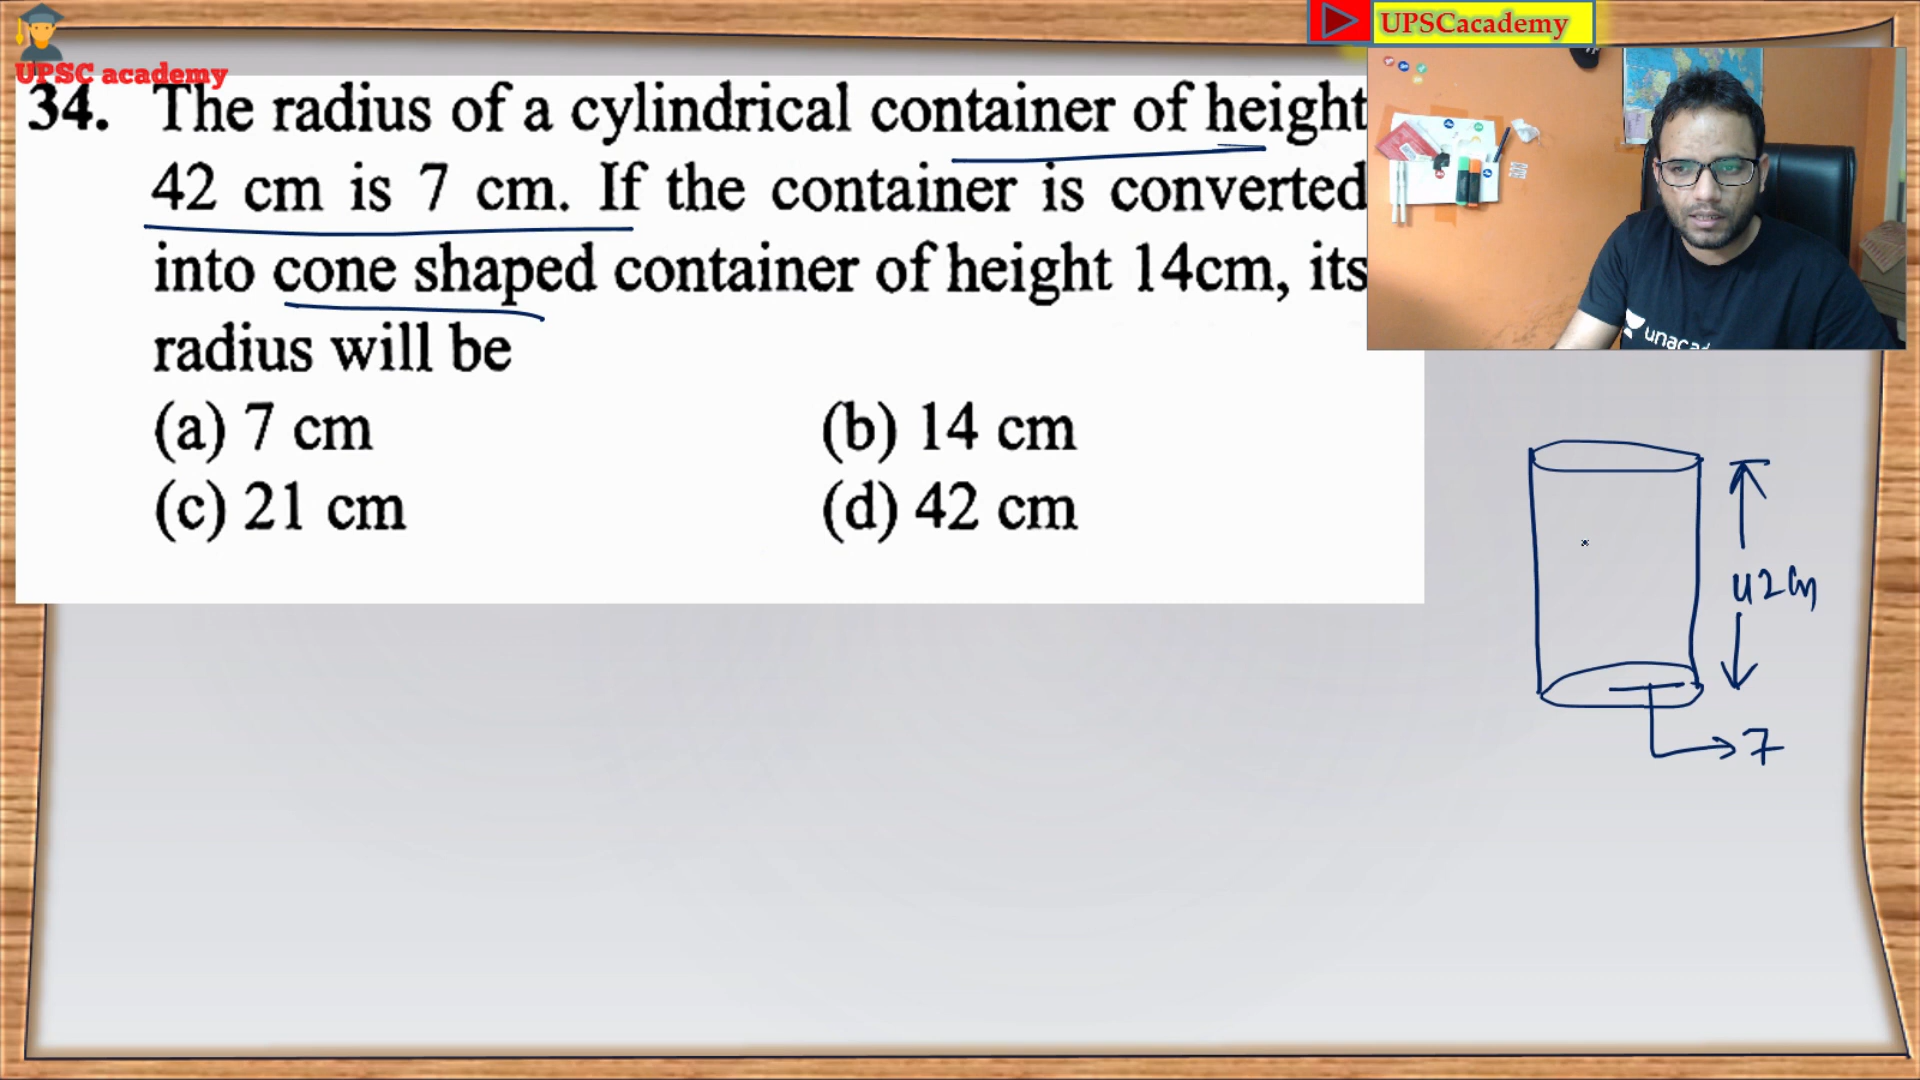 UPSCacademy
UPSC academy
34. The radius of a cylindrical container of height
42 cm is 7 cm. If the container is converted
into cone shaped container of height 14cm, its
radius will be
(a) 7 cm (b) 14 cm
(c) 21 cm (d) 42 cm
unacad
42cm
7